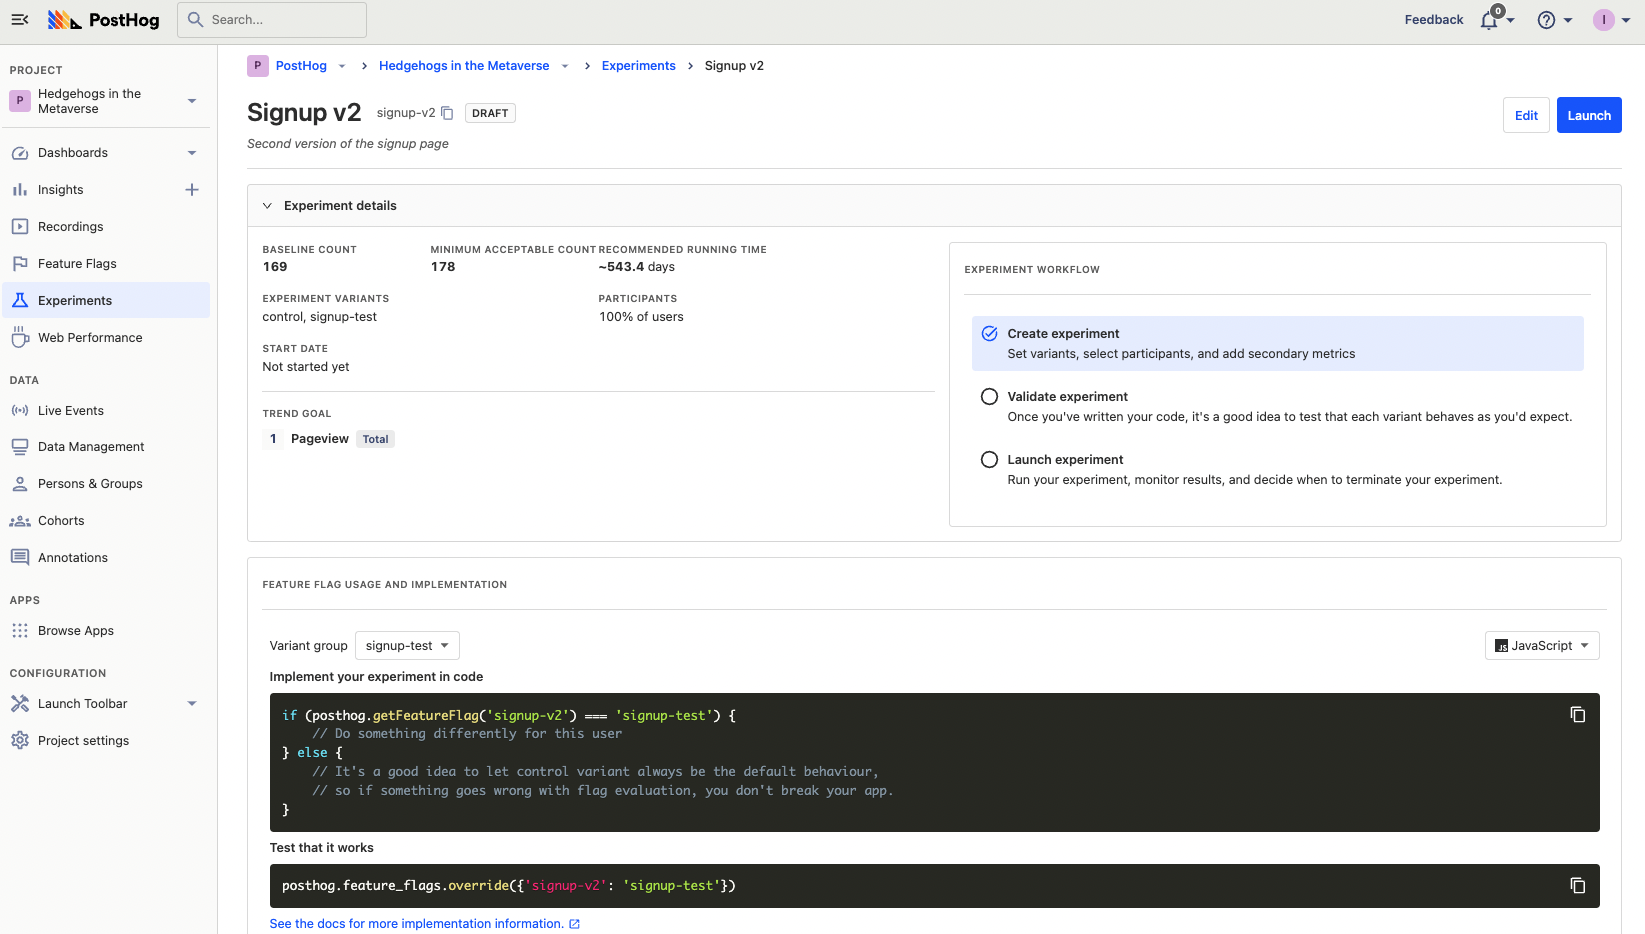 PostHog
Search...
Feedback
0
I
PROJECT
P
Hedgehogs in the
Metaverse
Dashboards
Insights
Recordings
Feature Flags
Experiments
Web Performance
DATA
Live Events
Data Management
Persons & Groups
Cohorts
Annotations
APPS
Browse Apps
CONFIGURATION
Launch Toolbar
Project settings
P PostHog > Hedgehogs in the Metaverse > Experiments > Signup v2
Signup v2 signup-v2 DRAFT
Edit Launch
Second version of the signup page
Experiment details
BASELINE COUNT MINIMUM ACCEPTABLE COUNT RECOMMENDED RUNNING TIME
169 178 ~543.4 days
EXPERIMENT VARIANTS PARTICIPANTS
control, signup-test 100% of users
START DATE
Not started yet
TREND GOAL
1 Pageview Total
EXPERIMENT WORKFLOW
Create experiment
Set variants, select participants, and add secondary metrics
Validate experiment
Once you've written your code, it's a good idea to test that each variant behaves as you'd expect.
Launch experiment
Run your experiment, monitor results, and decide when to terminate your experiment.
FEATURE FLAG USAGE AND IMPLEMENTATION
Variant group signup-test
JS JavaScript
Implement your experiment in code
if (posthog.getFeatureFlag('signup-v2') === 'signup-test') {
// Do something differently for this user
} else {
// It's a good idea to let control variant always be the default behaviour,
// so if something goes wrong with flag evaluation, you don't break your app.
}
Test that it works
posthog.feature_flags.override({'signup-v2': 'signup-test'})
See the docs for more implementation information.